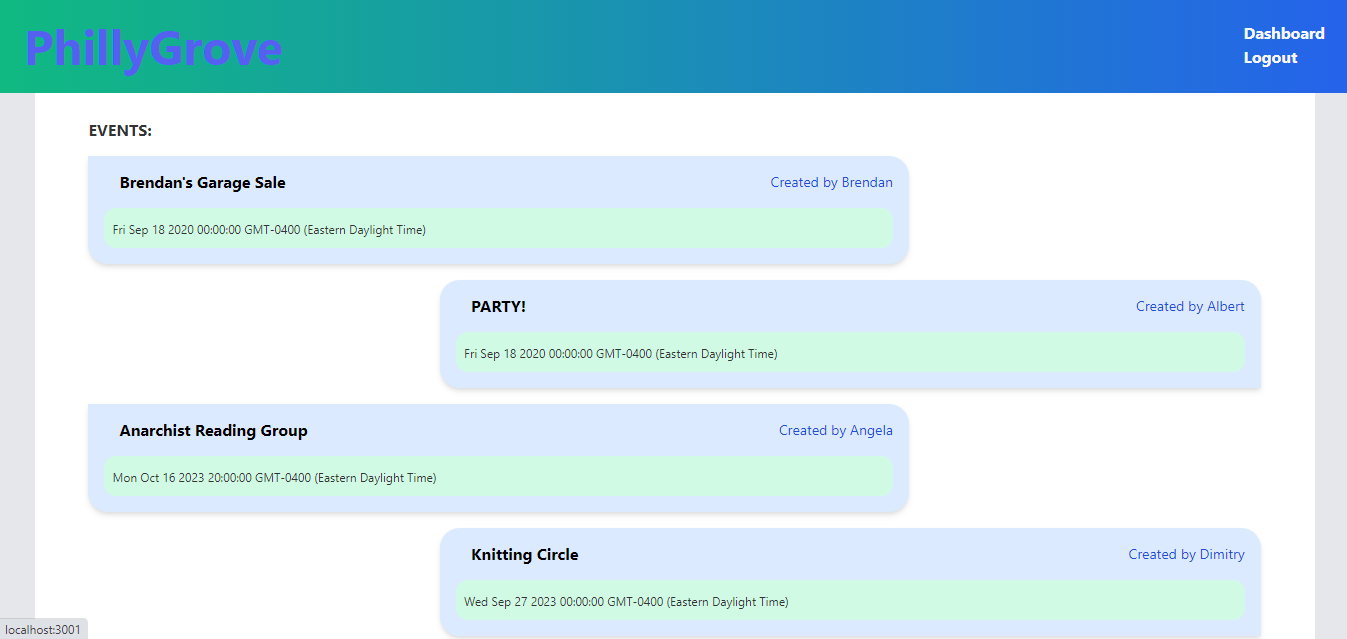 PhillyGrove
Dashboard
Logout
EVENTS:
Brendan's Garage Sale
Created by Brendan
Fri Sep 18 2020 00:00:00 GMT-0400 (Eastern Daylight Time)
PARTY!
Created by Albert
Fri Sep 18 2020 00:00:00 GMT-0400 (Eastern Daylight Time)
Anarchist Reading Group
Created by Angela
Mon Oct 16 2023 20:00:00 GMT-0400 (Eastern Daylight Time)
Knitting Circle
Created by Dimitry
Wed Sep 27 2023 00:00:00 GMT-0400 (Eastern Daylight Time)
localhost:3001